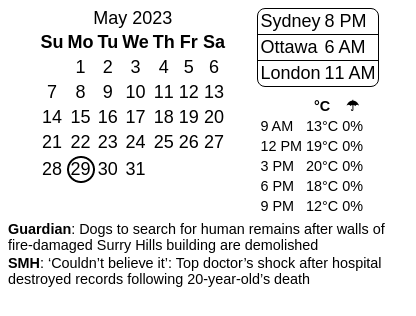 May 2023
Su Mo Tu We Th Fr Sa
1 2 3 4 5 6
7 8 9 10 11 12 13
14 15 16 17 18 19 20
21 22 23 24 25 26 27
28 29 30 31
Sydney 8 PM
Ottawa 6 AM
London 11 AM
°C ☂
9 AM 13°C 0%
12 PM 19°C 0%
3 PM 20°C 0%
6 PM 18°C 0%
9 PM 12°C 0%
Guardian: Dogs to search for human remains after walls of
fire-damaged Surry Hills building are demolished
SMH: ‘Couldn’t believe it’: Top doctor’s shock after hospital
destroyed records following 20-year-old’s death